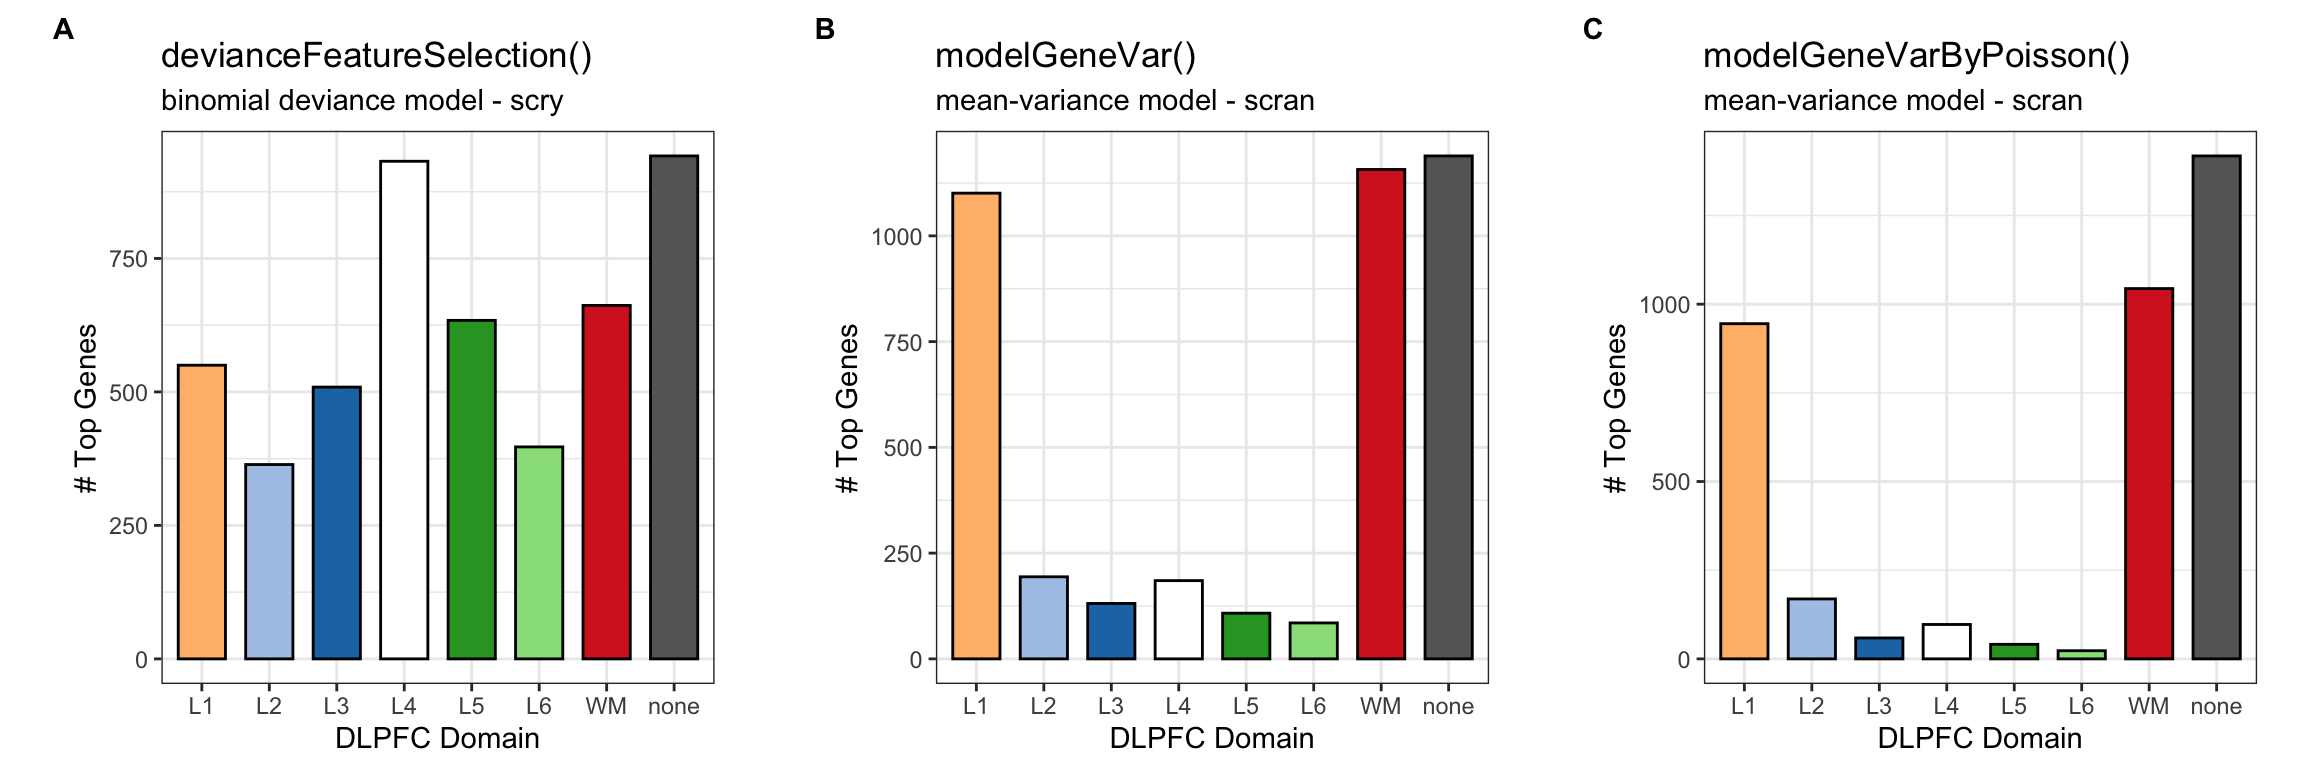 A
devianceFeatureSelection()
binomial deviance model - scry
# Top Genes
750
500
250
0
L1 L2 L3 L4 L5 L6 WM none
DLPFC Domain
B
modelGeneVar()
mean-variance model - scran
# Top Genes
1000
750
500
250
0
L1 L2 L3 L4 L5 L6 WM none
DLPFC Domain
C
modelGeneVarByPoisson()
mean-variance model - scran
# Top Genes
1000
500
0
L1 L2 L3 L4 L5 L6 WM none
DLPFC Domain